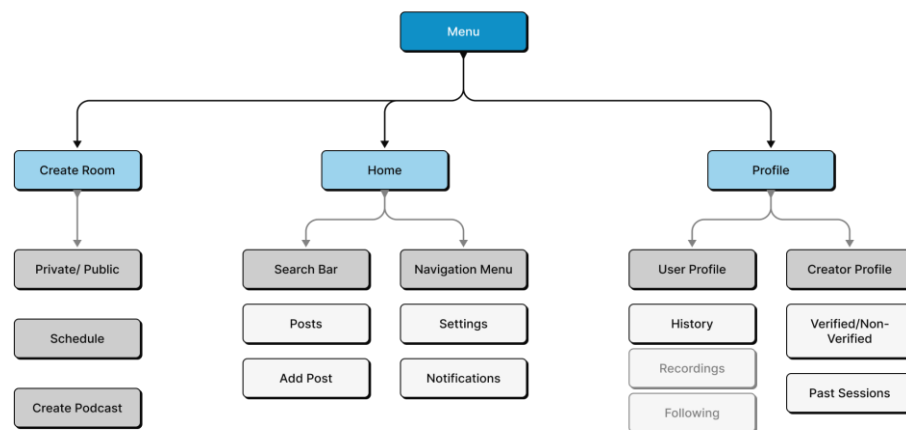 Menu
Create Room
Home
Profile
Private/ Public
Search Bar
Navigation Menu
User Profile
Creator Profile
Schedule
Posts
Settings
History
Verified/Non-
Verified
Recordings
Create Podcast
Add Post
Notifications
Following
Past Sessions